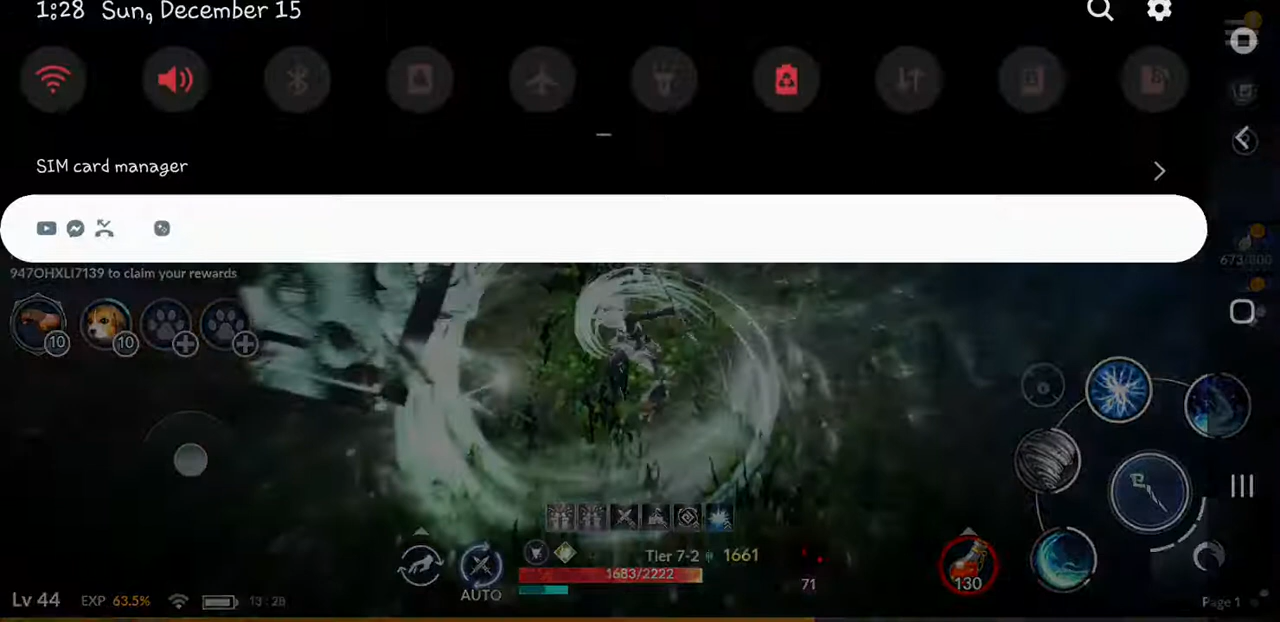 1:28 Sun, December 15
SIM card manager
947OHXLI7139 to claim your rewards
673/800
10
10
Tier 7-2 1661
1683/2222
71
130
AUTO
Lv 44 EXP 63.5% 13:28
Page 1